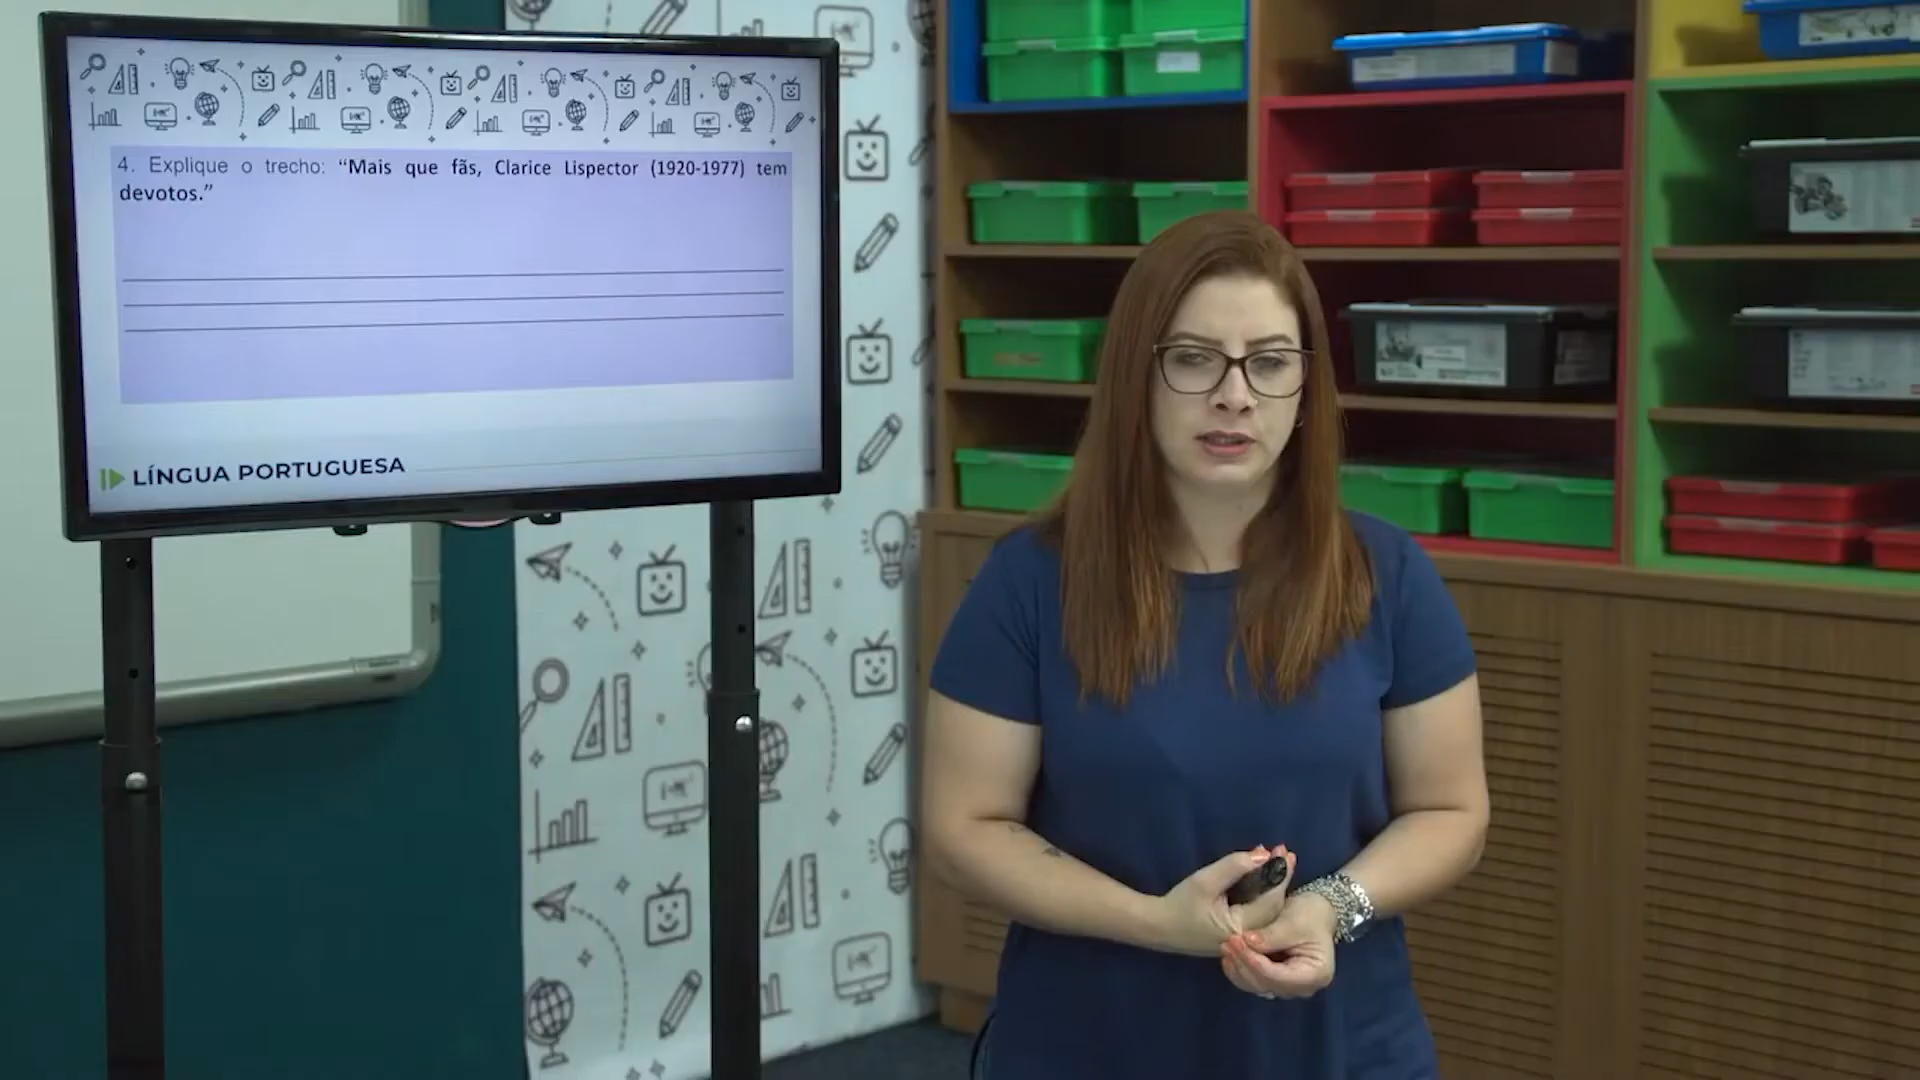 4. Explique o trecho: “Mais que fãs, Clarice Lispector (1920-1977) tem
devotos.”
LÍNGUA PORTUGUESA